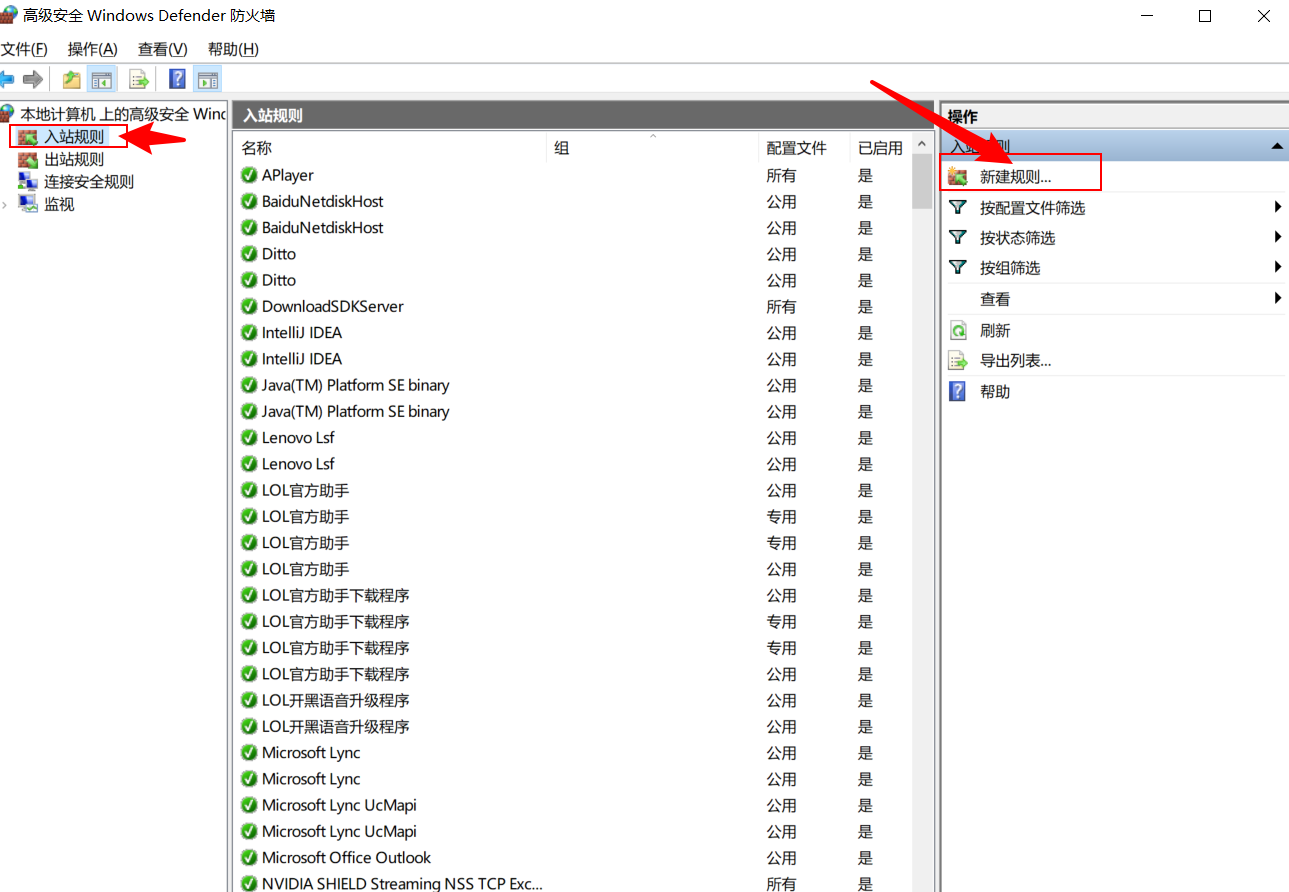 高级安全 Windows Defender 防火墙
文件(F) 操作(A) 查看(V) 帮助(H)
本地计算机 上的高级安全 Wind
入站规则
出站规则
连接安全规则
监视
入站规则
名称 组 配置文件 已启用
APlayer 所有 是
BaiduNetdiskHost 公用 是
BaiduNetdiskHost 公用 是
Ditto 公用 是
Ditto 公用 是
DownloadSDKServer 所有 是
IntelliJ IDEA 公用 是
IntelliJ IDEA 公用 是
Java(TM) Platform SE binary 公用 是
Java(TM) Platform SE binary 公用 是
Lenovo Lsf 公用 是
Lenovo Lsf 公用 是
LOL官方助手 公用 是
LOL官方助手 专用 是
LOL官方助手 专用 是
LOL官方助手 公用 是
LOL官方助手下载程序 公用 是
LOL官方助手下载程序 专用 是
LOL官方助手下载程序 专用 是
LOL官方助手下载程序 公用 是
LOL开黑语音升级程序 公用 是
LOL开黑语音升级程序 公用 是
Microsoft Lync 公用 是
Microsoft Lync 公用 是
Microsoft Lync UcMapi 公用 是
Microsoft Lync UcMapi 公用 是
Microsoft Office Outlook 公用 是
NVIDIA SHIELD Streaming NSS TCP Exc... 所有 是
操作
入站规则
新建规则...
按配置文件筛选
按状态筛选
按组筛选
查看
刷新
导出列表...
帮助